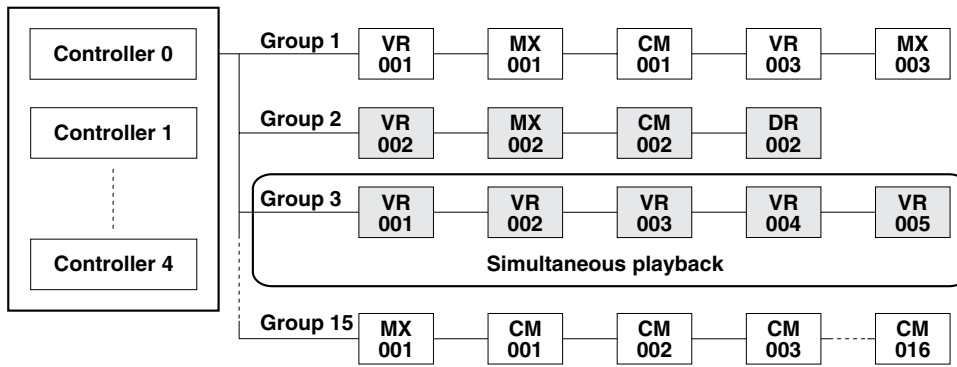 Controller 0
Controller 1
Controller 4
Group 1
VR
001
MX
001
CM
001
VR
003
MX
003
Group 2
VR
002
MX
002
CM
002
DR
002
Group 3
VR
001
VR
002
VR
003
VR
004
VR
005
Simultaneous playback
Group 15
MX
001
CM
001
CM
002
CM
003
CM
016